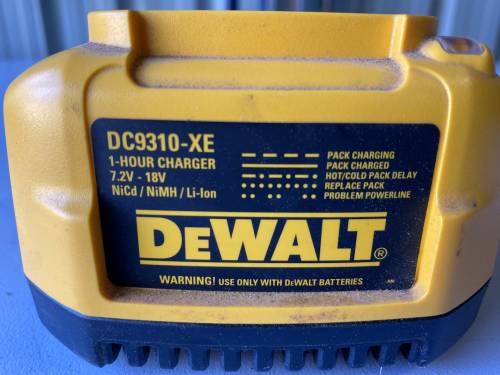 DC9310-XE
1-HOUR CHARGER
7.2V - 18V
NiCd / NiMH / Li-Ion
PACK CHARGING
PACK CHARGED
HOT/COLD PACK DELAY
REPLACE PACK
PROBLEM POWERLINE
DEWALT®
WARNING! USE ONLY WITH DEWALT BATTERIES